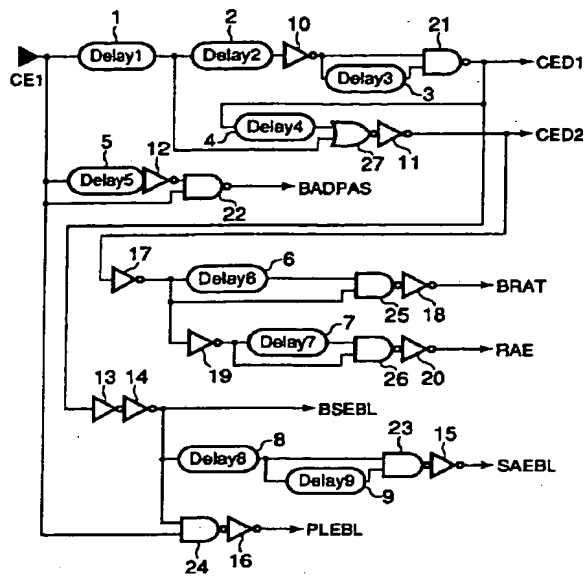 1
2
10
21
CE1
Delay1
Delay2
CED1
Delay3
3
4
Delay4
27
11
CED2
5
12
Delay5
22
BADPAS
17
6
Delay6
25
18
BRAT
19
7
Delay7
26
20
RAE
13
14
BSEBL
8
23
15
Delay8
Delay9
9
SAEBL
24
16
PLEBL